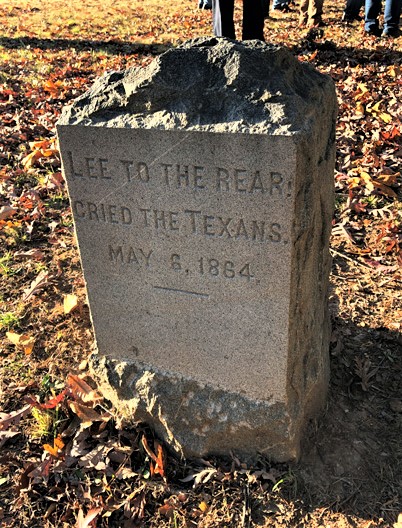 LEE TO THE REAR!
CRIED THE TEXANS.
MAY 6, 1864